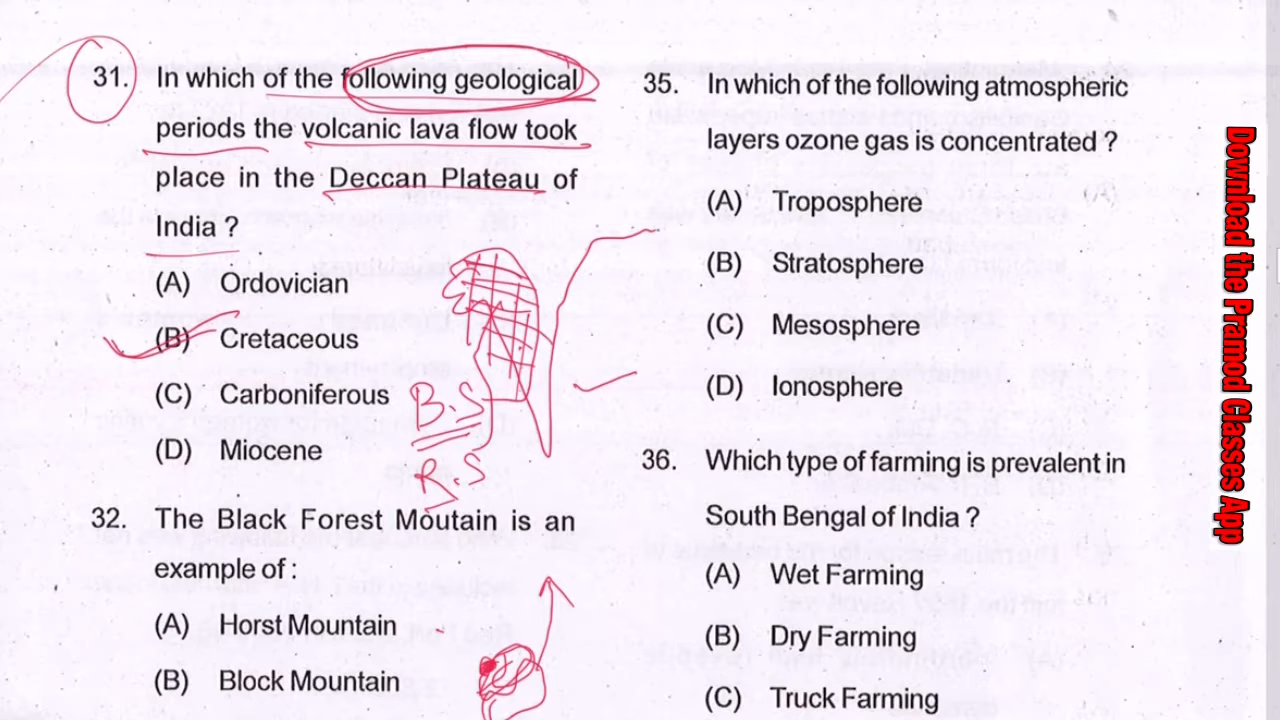 31. In which of the following geological
periods the volcanic lava flow took
place in the Deccan Plateau of
India ?
(A) Ordovician
(B) Cretaceous
(C) Carboniferous
(D) Miocene
B.S
R.S
32. The Black Forest Moutain is an
example of :
(A) Horst Mountain
(B) Block Mountain
35. In which of the following atmospheric
layers ozone gas is concentrated ?
(A) Troposphere
(B) Stratosphere
(C) Mesosphere
(D) Ionosphere
36. Which type of farming is prevalent in
South Bengal of India ?
(A) Wet Farming
(B) Dry Farming
(C) Truck Farming
Download the Pramod Classes App